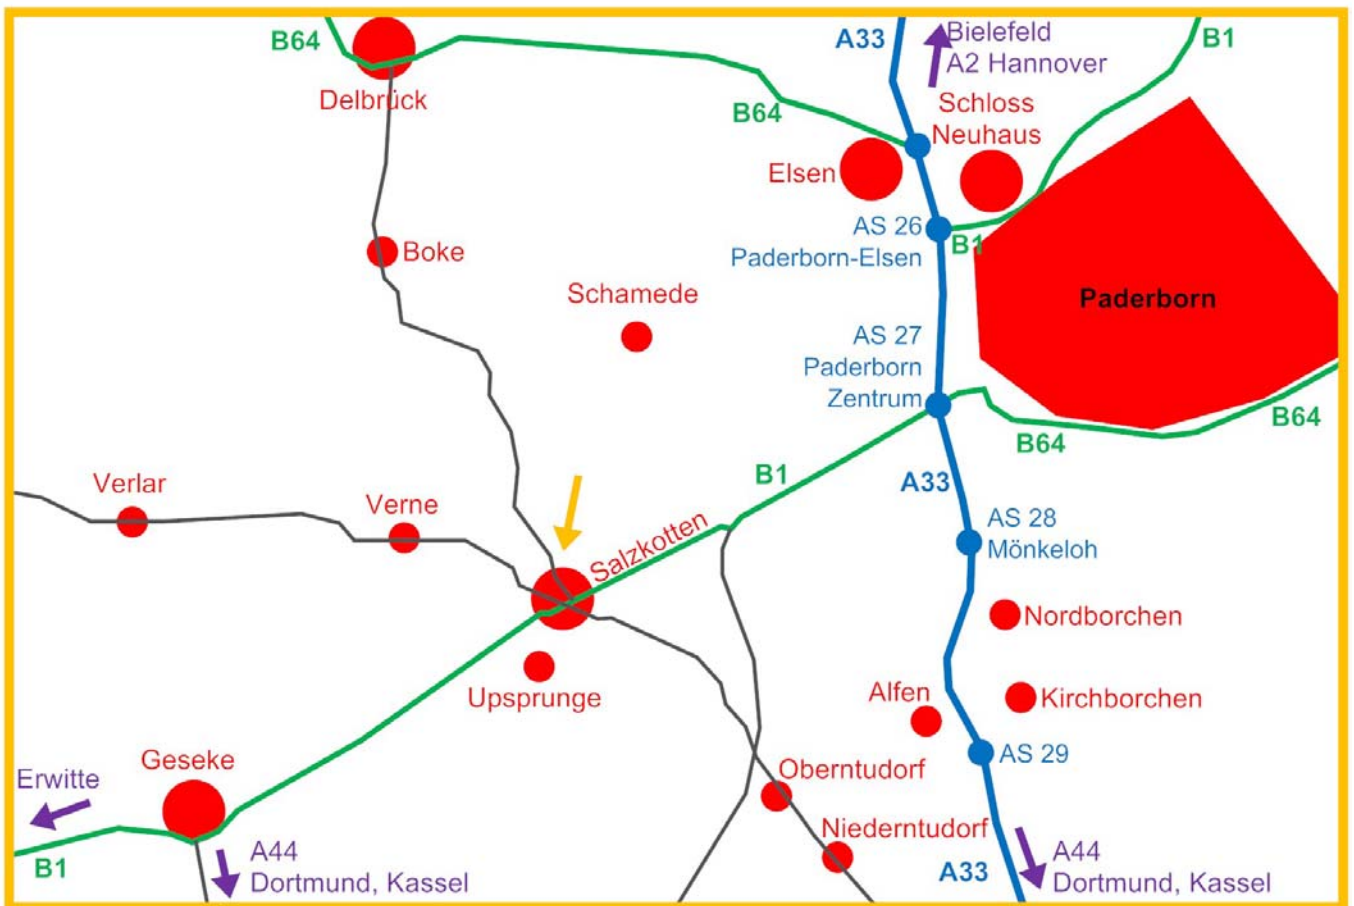 B64
Delbrück
A33
Bielefeld
A2 Hannover
B1
B64
Schloss
Neuhaus
Elsen
AS 26
Paderborn-Elsen
B1
Boke
Schamede
Paderborn
AS 27
Paderborn
Zentrum
B64
B64
B1
A33
Verlar
Verne
Salzkotten
AS 28
Mönkeloh
Nordborchen
Upsprunge
Alfen
Kirchborchen
Geseke
Erwitte
AS 29
Oberntudorf
Niederntudorf
B1
A44
Dortmund, Kassel
A33
A44
Dortmund, Kassel